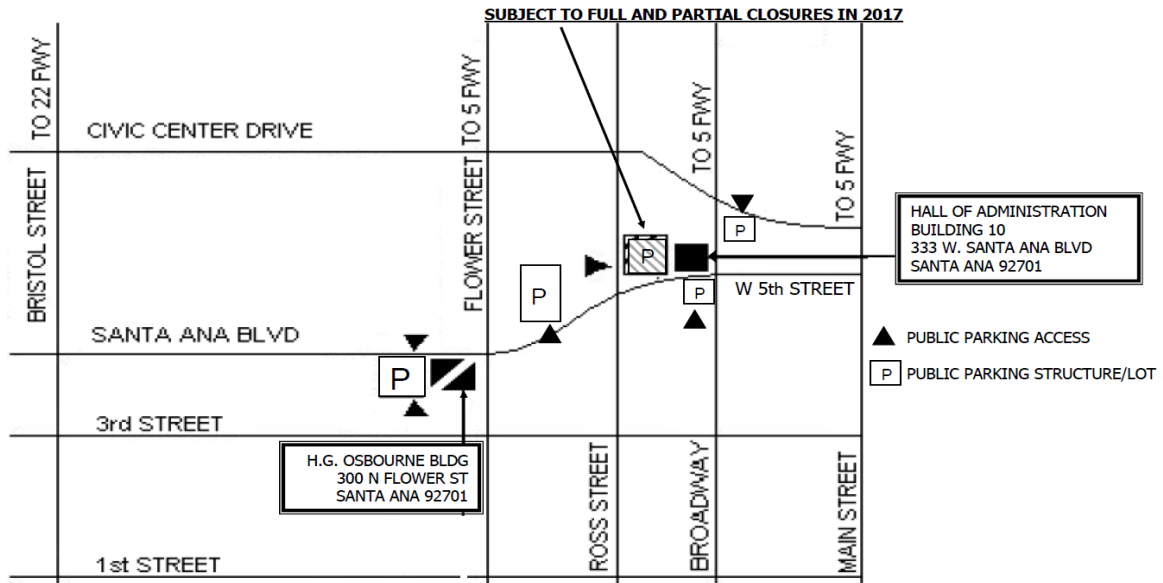 SUBJECT TO FULL AND PARTIAL CLOSURES IN 2017
TO 22 FWY
TO 5 FWY
TO 5 FWY
TO 5 FWY
CIVIC CENTER DRIVE
BRISTOL STREET
FLOWER STREET
P
P
HALL OF ADMINISTRATION
BUILDING 10
333 W. SANTA ANA BLVD
SANTA ANA 92701
P
P
W 5th STREET
SANTA ANA BLVD
PUBLIC PARKING ACCESS
P
P PUBLIC PARKING STRUCTURE/LOT
3rd STREET
H.G. OSBOURNE BLDG
300 N FLOWER ST
SANTA ANA 92701
ROSS STREET
BROADWAY
MAIN STREET
1st STREET